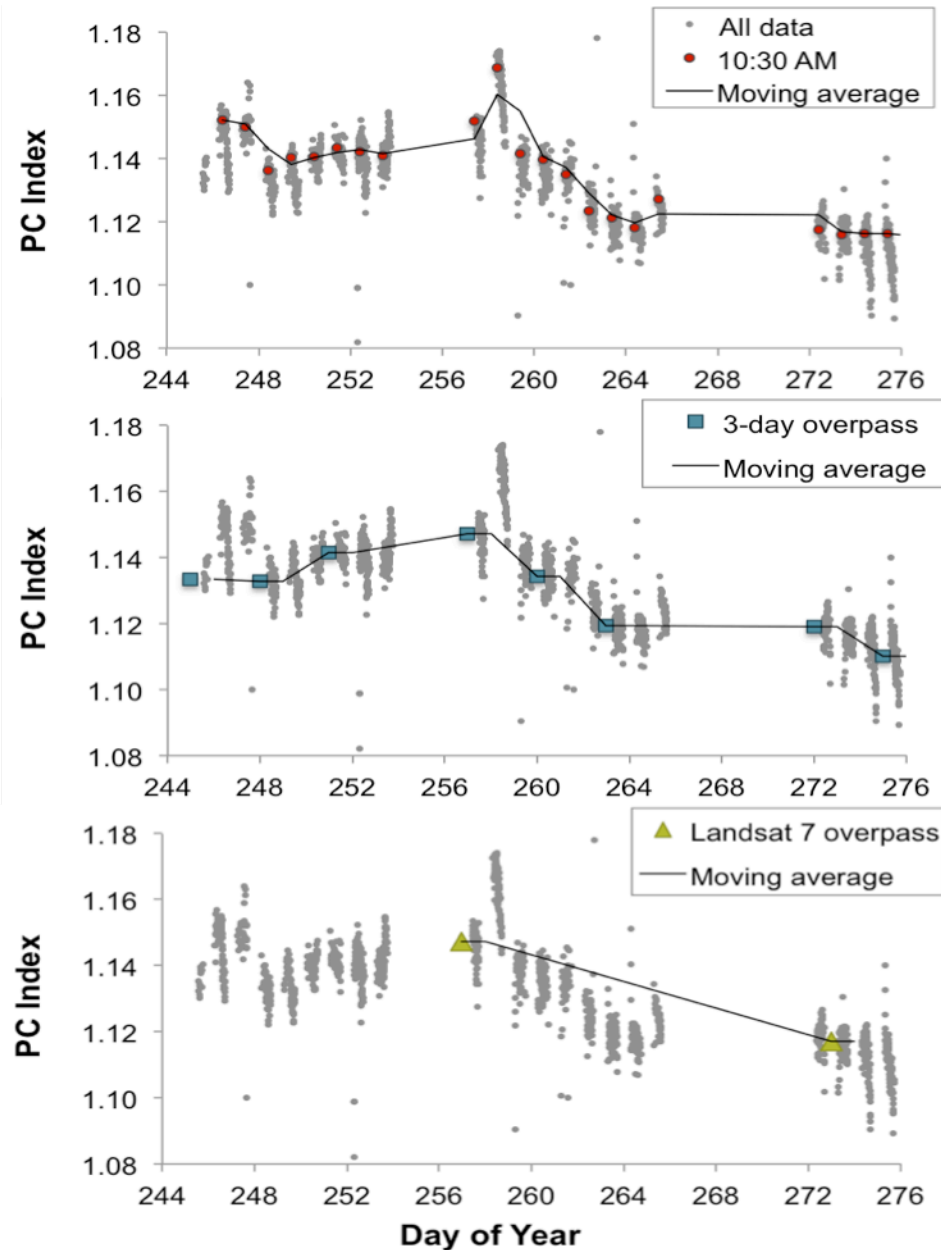 1.18
1.16
1.14
1.12
1.10
1.08
PC Index
All data
10:30 AM
Moving average
244 248 252 256 260 264 268 272 276
1.18
1.16
1.14
1.12
1.10
1.08
PC Index
3-day overpass
Moving average
244 248 252 256 260 264 268 272 276
1.18
1.16
1.14
1.12
1.10
1.08
PC Index
Landsat 7 overpass
Moving average
244 248 252 256 260 264 268 272 276
Day of Year